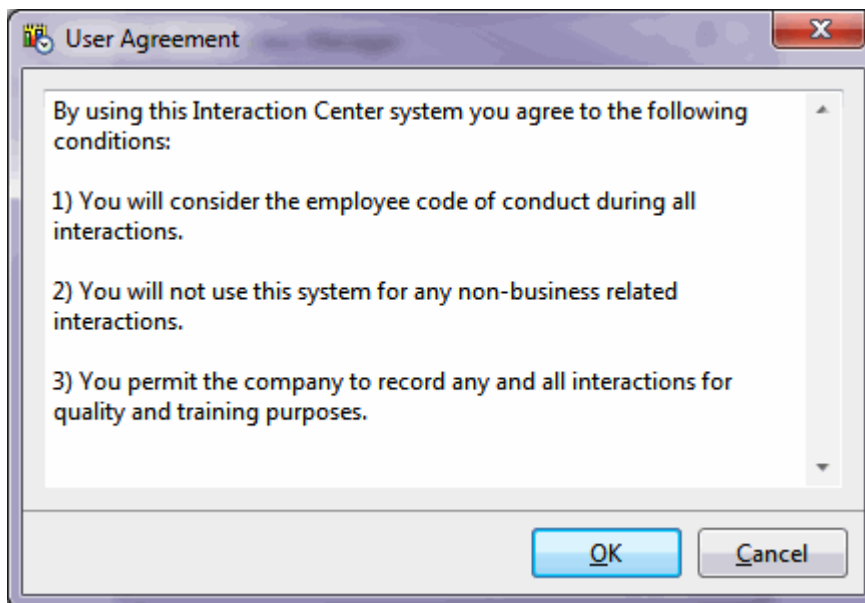 User Agreement
By using this Interaction Center system you agree to the following
conditions:
1) You will consider the employee code of conduct during all
interactions.
2) You will not use this system for any non-business related
interactions.
3) You permit the company to record any and all interactions for
quality and training purposes.
OK
Cancel